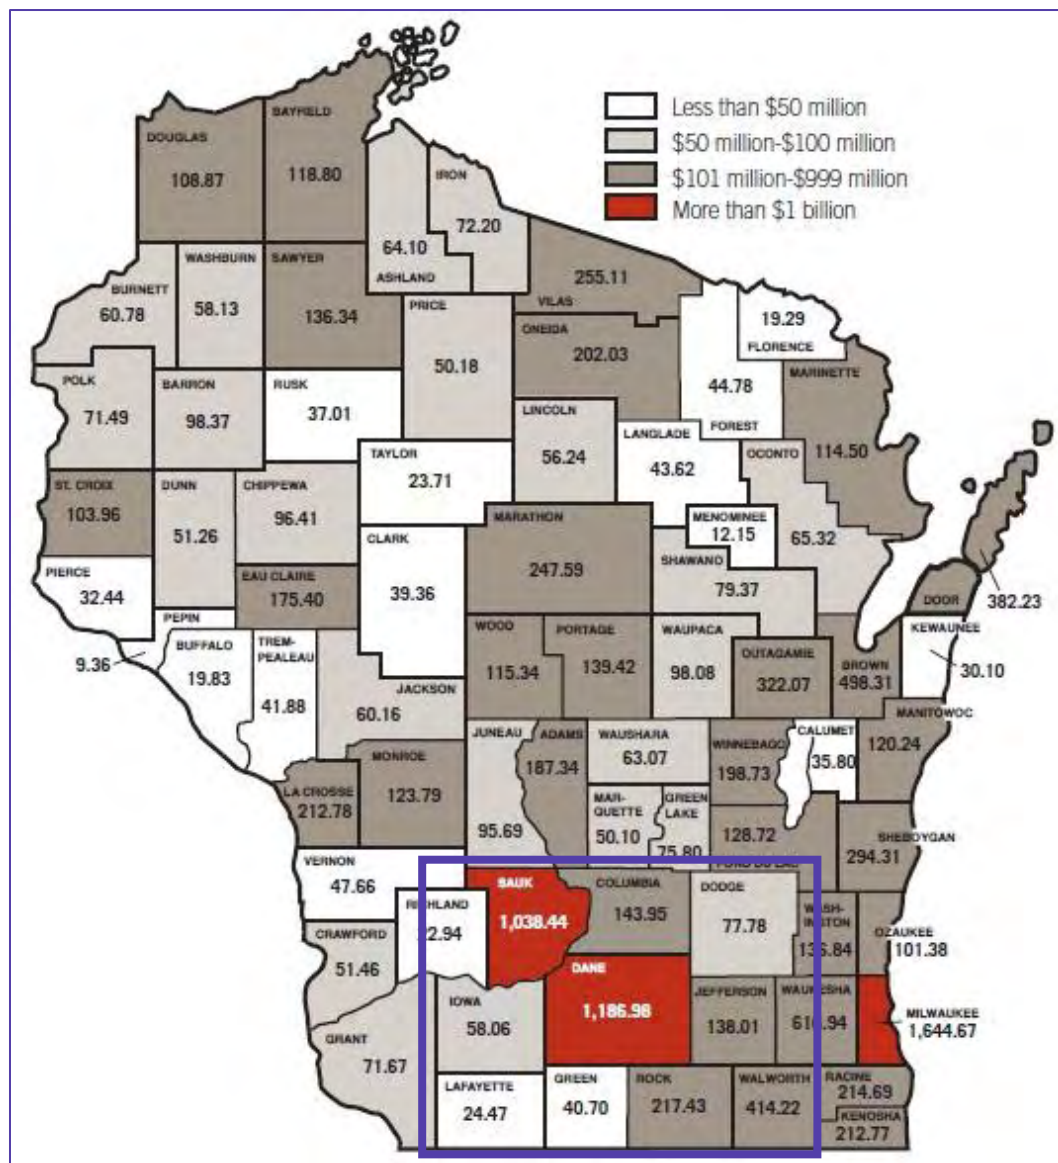 Less than $50 million
$50 million-$100 million
$101 million-$999 million
More than $1 billion
BAYFIELD
118.80
DOUGLAS
108.87
IRON
72.20
64.10
ASHLAND
WASHBURN
58.13
SAWYER
136.34
BURNETT
60.78
255.11
VILAS
PRICE
50.18
ONEIDA
202.03
19.29
FLORENCE
44.78
FOREST
MARINETTE
114.50
POLK
71.49
BARRON
98.37
RUSK
37.01
LINCOLN
56.24
LANGLADE
43.62
OCONTO
65.32
TAYLOR
23.71
ST. CROIX
103.96
DUNN
51.26
CHIPPEWA
96.41
MARATHON
247.59
MENOMINEE
12.15
SHAWANO
79.37
CLARK
39.36
PIERCE
32.44
EAU CLAIRE
175.40
DOOR
382.23
PEPIN
9.36
BUFFALO
19.83
TREM-
PEALEAU
41.88
JACKSON
60.16
WOOD
115.34
PORTAGE
139.42
WAUPACA
98.08
OUTAGAMIE
322.07
BROWN
498.31
KEWAUNEE
30.10
MANITOWOC
120.24
JUNEAU
95.69
ADAMS
187.34
WAUSHARA
63.07
WINNEBAGO
198.73
CALUMET
35.80
MONROE
123.79
LA CROSSE
212.78
MAR-
QUETTE
50.10
GREEN
LAKE
75.80
128.72
FOND DU LAC
SHEBOYGAN
294.31
VERNON
47.66
RICHLAND
22.94
SAUK
1,038.44
COLUMBIA
143.95
DODGE
77.78
WASH-
INGTON
136.84
OZAUKEE
101.38
CRAWFORD
51.46
DANE
1,186.98
IOWA
58.06
JEFFERSON
138.01
WAUKESHA
MILWAUKEE
1,644.67
GRANT
71.67
LAFAYETTE
24.47
GREEN
40.70
ROCK
217.43
WALWORTH
414.22
RACINE
214.69
KENOSHA
212.77